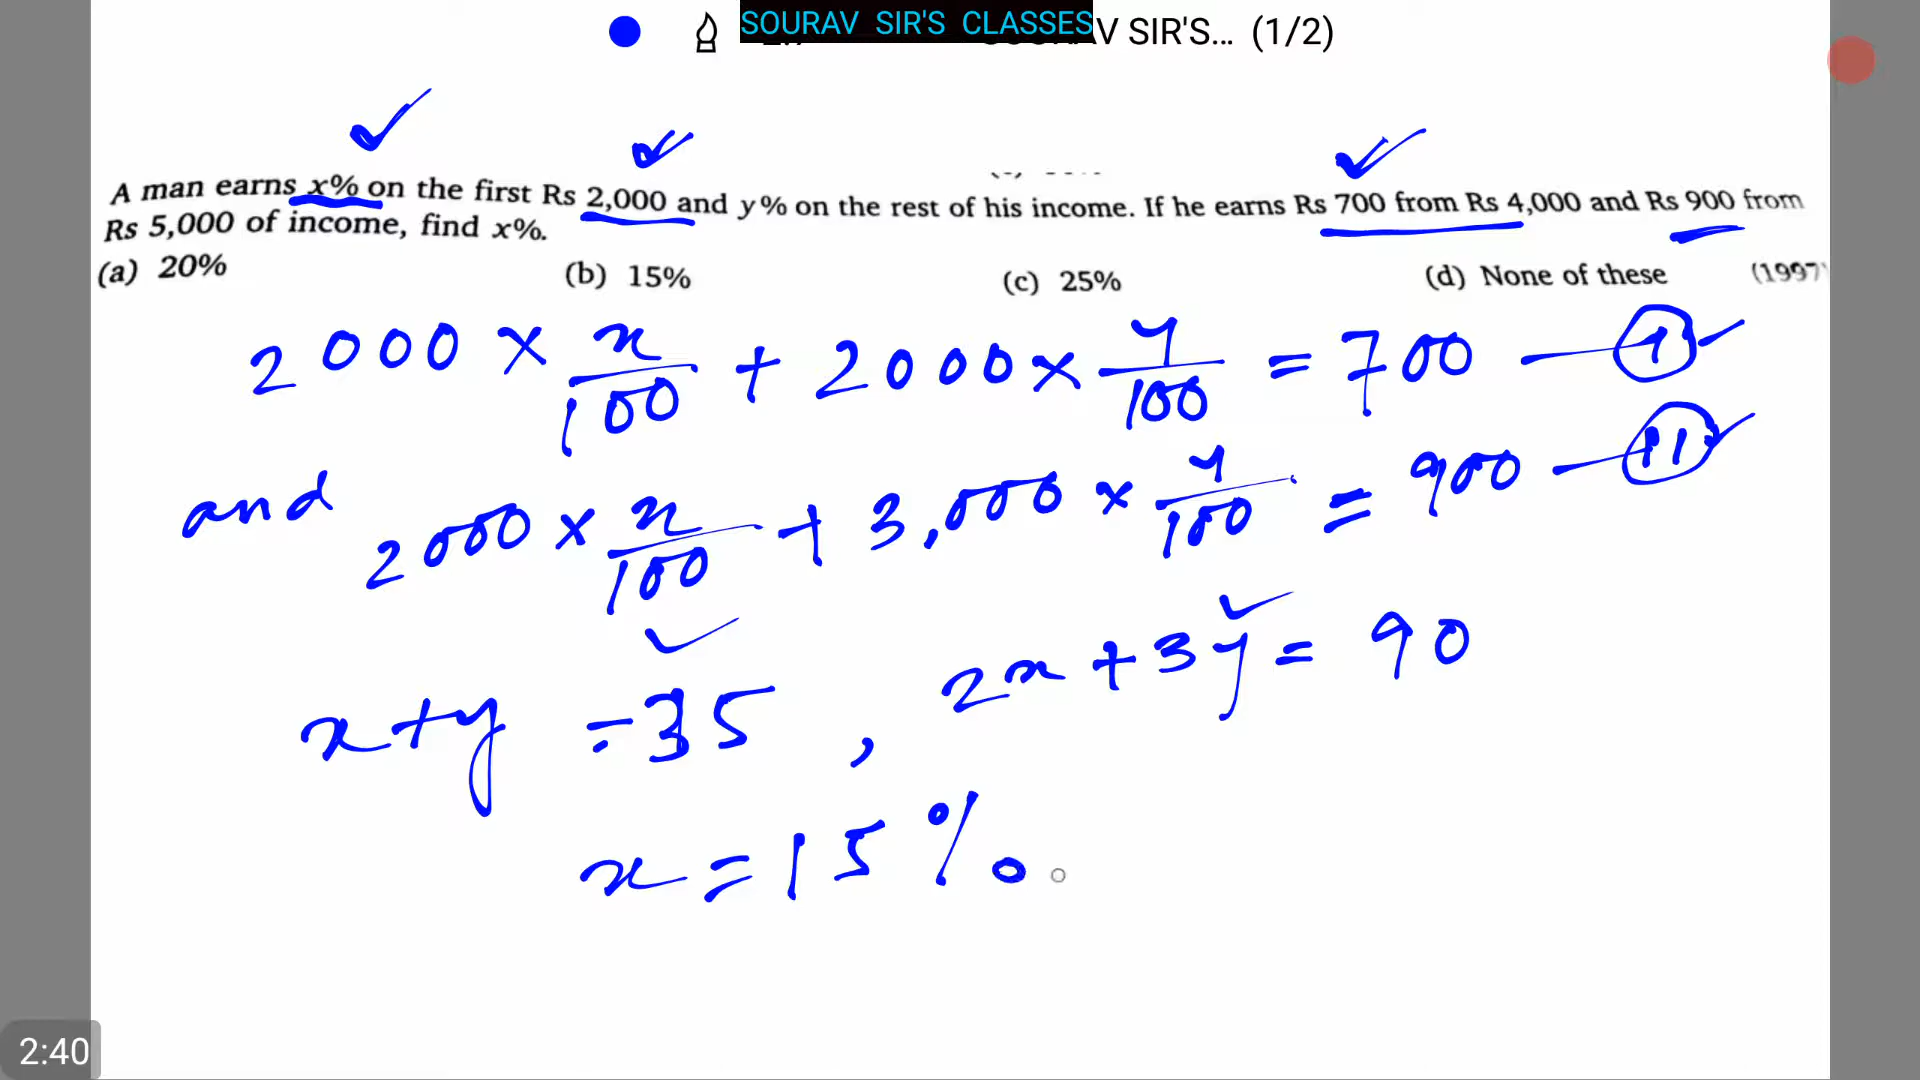 SOURAV SIR'S CLASSES V SIR'S... (1/2)
A man earns x% on the first Rs 2,000 and y% on the rest of his income. If he earns Rs 700 from Rs 4,000 and Rs 900 from
Rs 5,000 of income, find x%.
(a) 20% (b) 15% (c) 25% (d) None of these (1997)
2000 × x/100 + 2000 × y/100 = 700 — (1)
and 2000 × x/100 + 3,000 × y/100 = 900 — (11)
x+y = 35 , 2x + 3y = 90
x = 15%
2:40